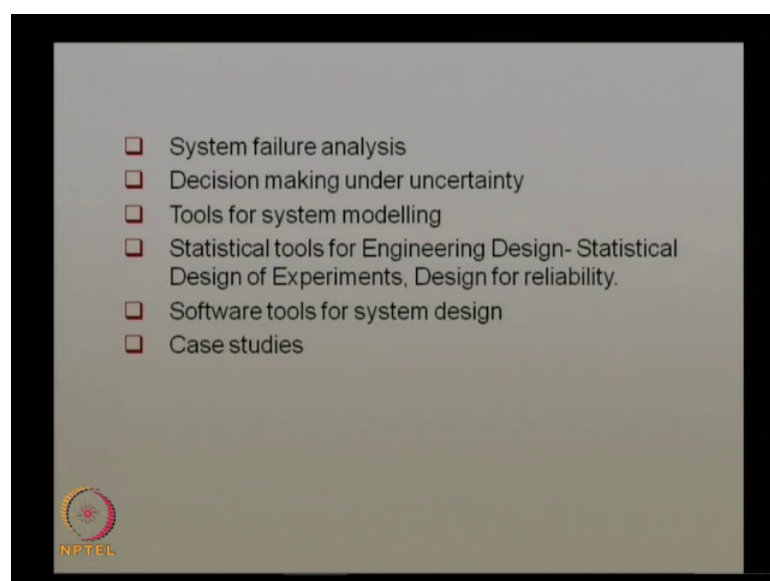 System failure analysis
Decision making under uncertainty
Tools for system modelling
Statistical tools for Engineering Design- Statistical
Design of Experiments, Design for reliability.
Software tools for system design
Case studies
NPTEL